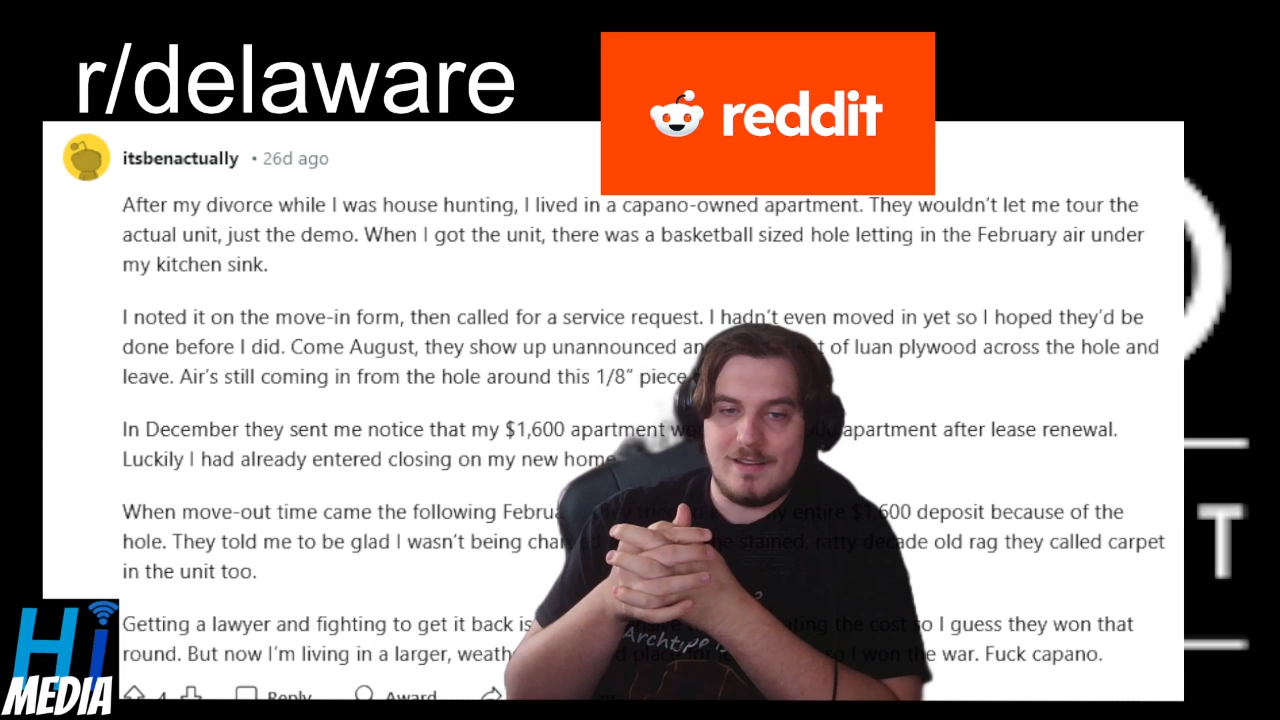 r/delaware
reddit
itsbenactually • 26d ago
After my divorce while I was house hunting, I lived in a capano-owned apartment. They wouldn't let me tour the
actual unit, just the demo. When I got the unit, there was a basketball sized hole letting in the February air under
my kitchen sink.
I noted it on the move-in form, then called for a service request. I hadn't even moved in yet so I hoped they'd be
done before I did. Come August, they show up unannounced of luan plywood across the hole and
leave. Air's still coming in from the hole around this 1/8" piece
In December they sent me notice that my $1,600 apartment apartment after lease renewal.
Luckily I had already entered closing on my new home
When move-out time came the following my entire $1,600 deposit because of the
hole. They told me to be glad I wasn't being stained, ratty decade old rag they called carpet
in the unit too.
Getting a lawyer and fighting to get it back is the cost so I guess they won that
round. But now I'm living in a larger, so I won the war. Fuck capano.
4 Reply Award
Hi
MEDIA
T